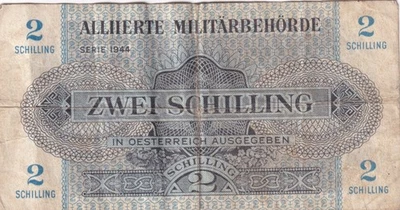 2 ALLIIERTE MILITÄRBEHÖRDE 2
SCHILLING SERIE 1944 SCHILLING
ZWEI SCHILLING
IN OESTERREICH AUSGEGEBEN
2 SCHILLING 2
SCHILLING 2 SCHILLING